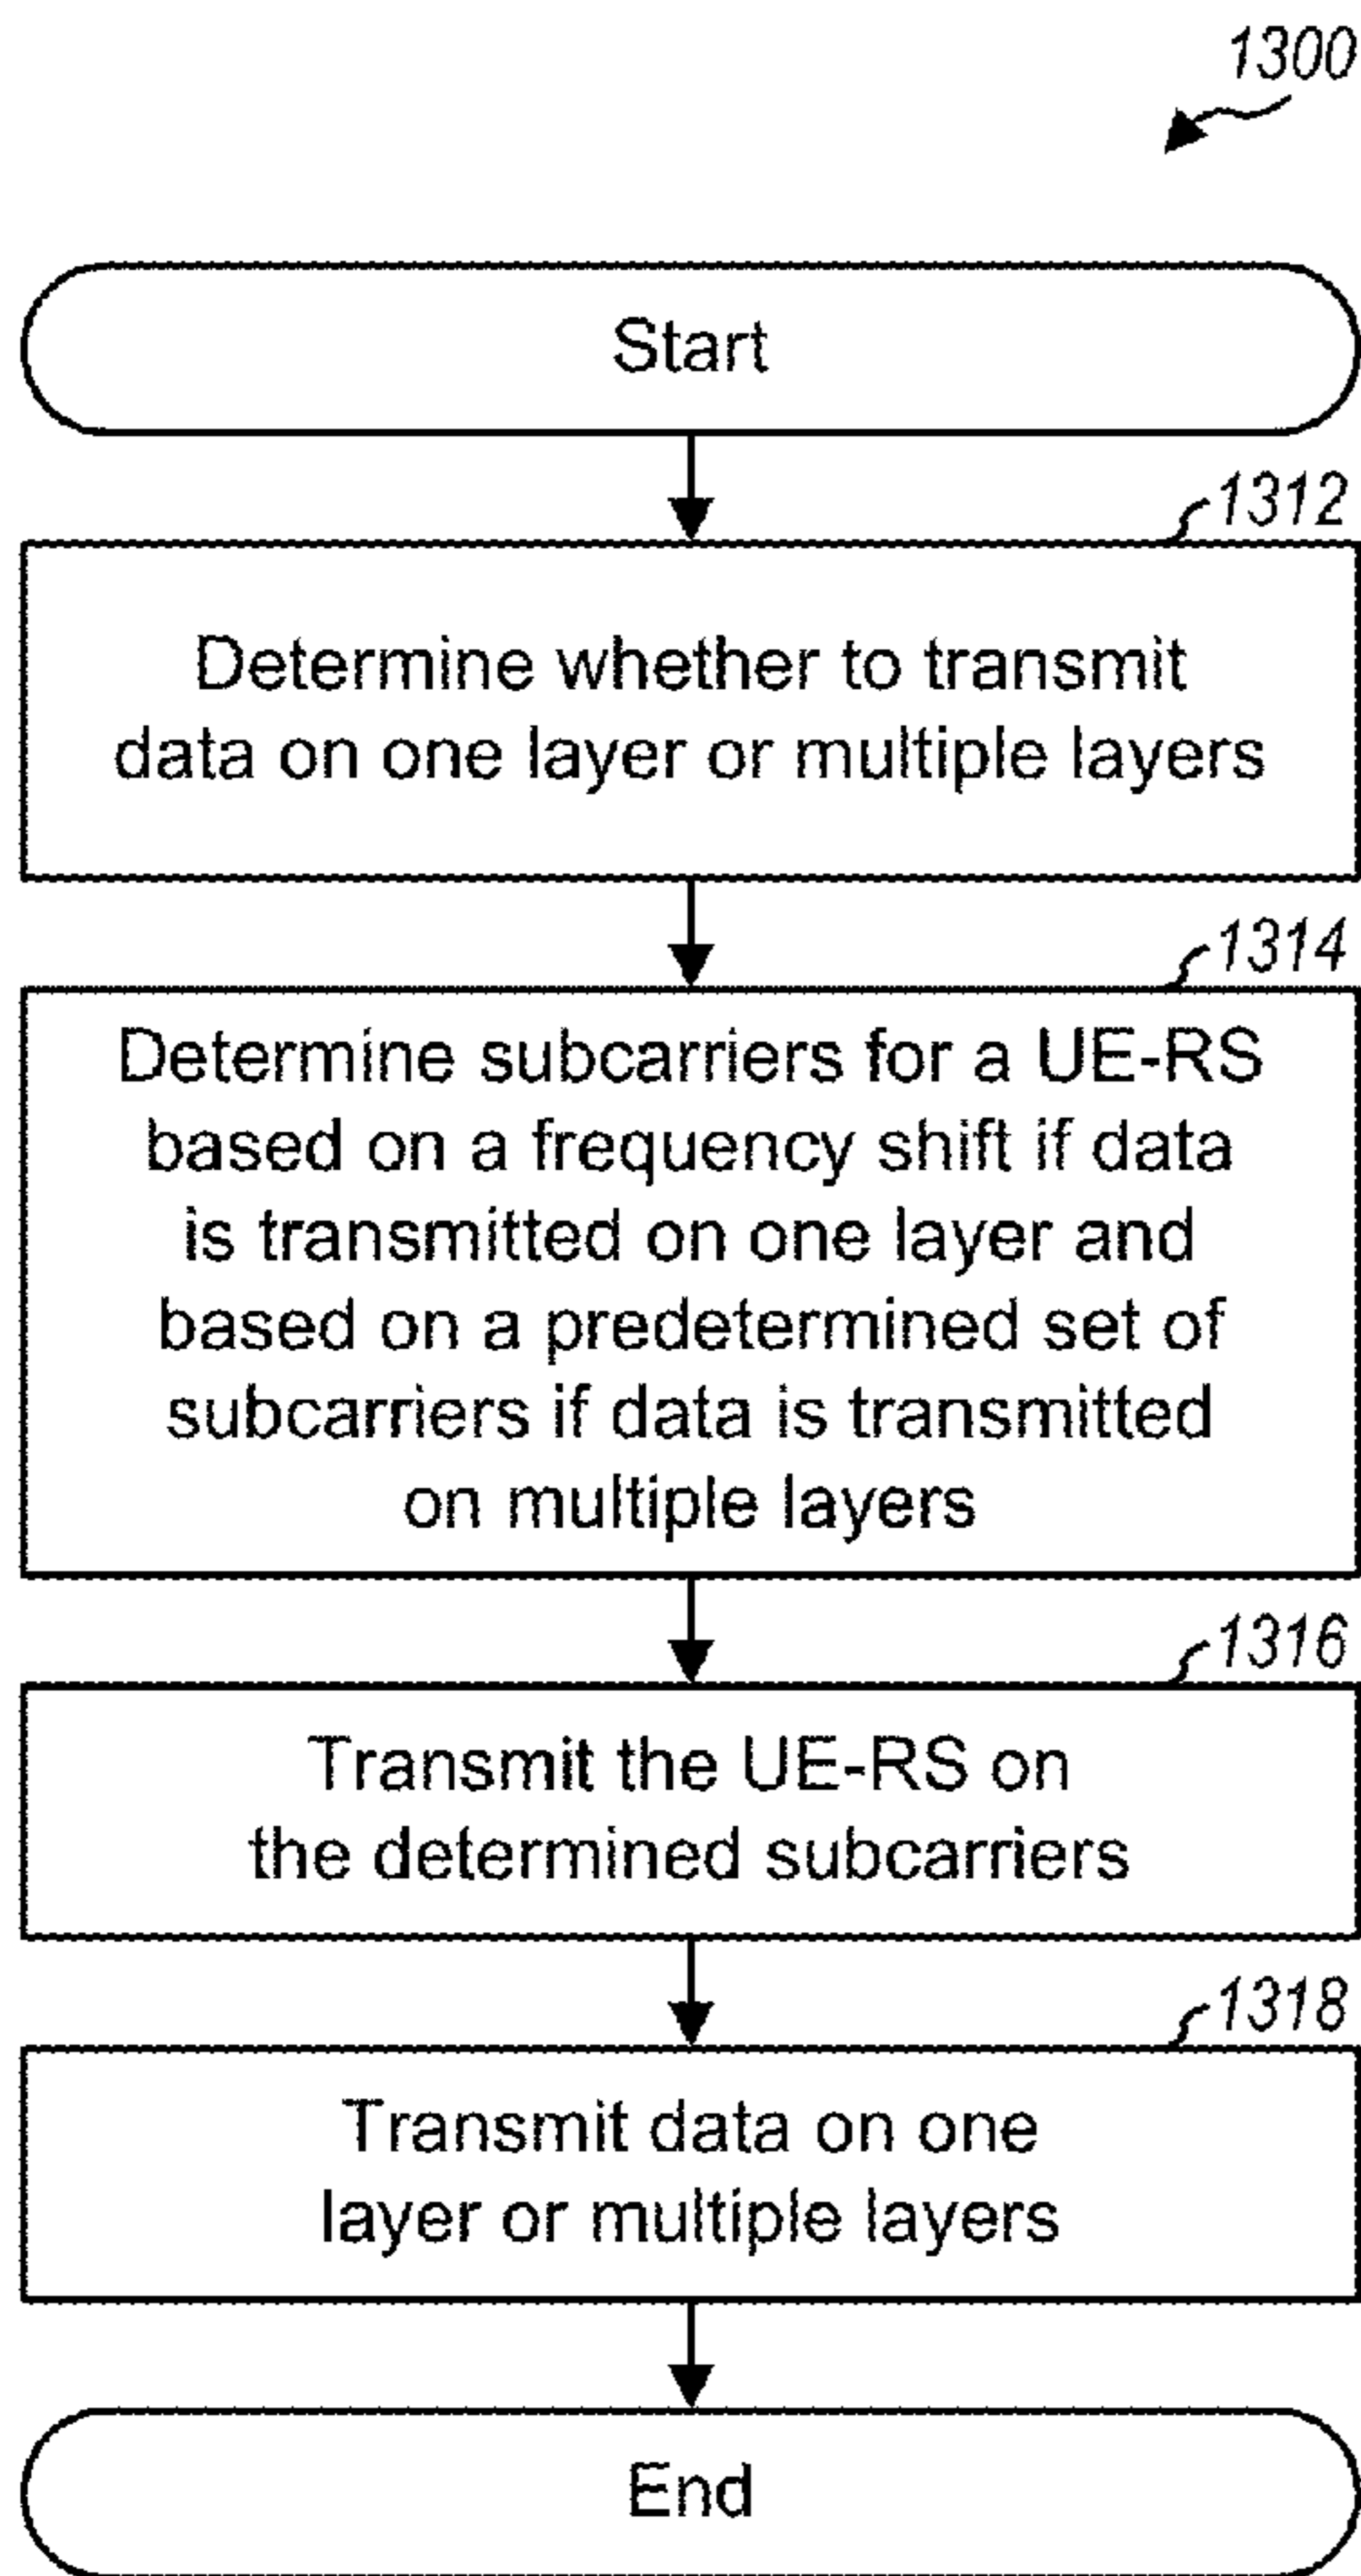 1300
Start
1312
Determine whether to transmit
data on one layer or multiple layers
1314
Determine subcarriers for a UE-RS
based on a frequency shift if data
is transmitted on one layer and
based on a predetermined set of
subcarriers if data is transmitted
on multiple layers
1316
Transmit the UE-RS on
the determined subcarriers
1318
Transmit data on one
layer or multiple layers
End